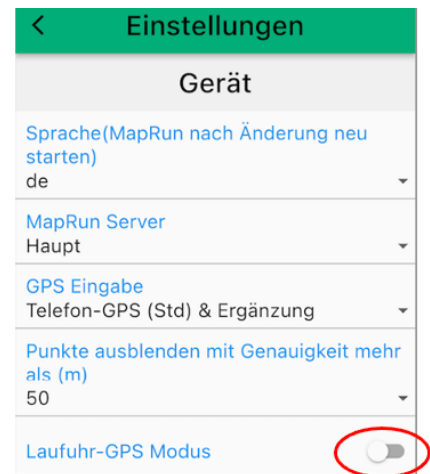 Einstellungen
Gerät
Sprache(MapRun nach Änderung neu
starten)
de
MapRun Server
Haupt
GPS Eingabe
Telefon-GPS (Std) & Ergänzung
Punkte ausblenden mit Genauigkeit mehr
als (m)
50
Laufuhr-GPS Modus